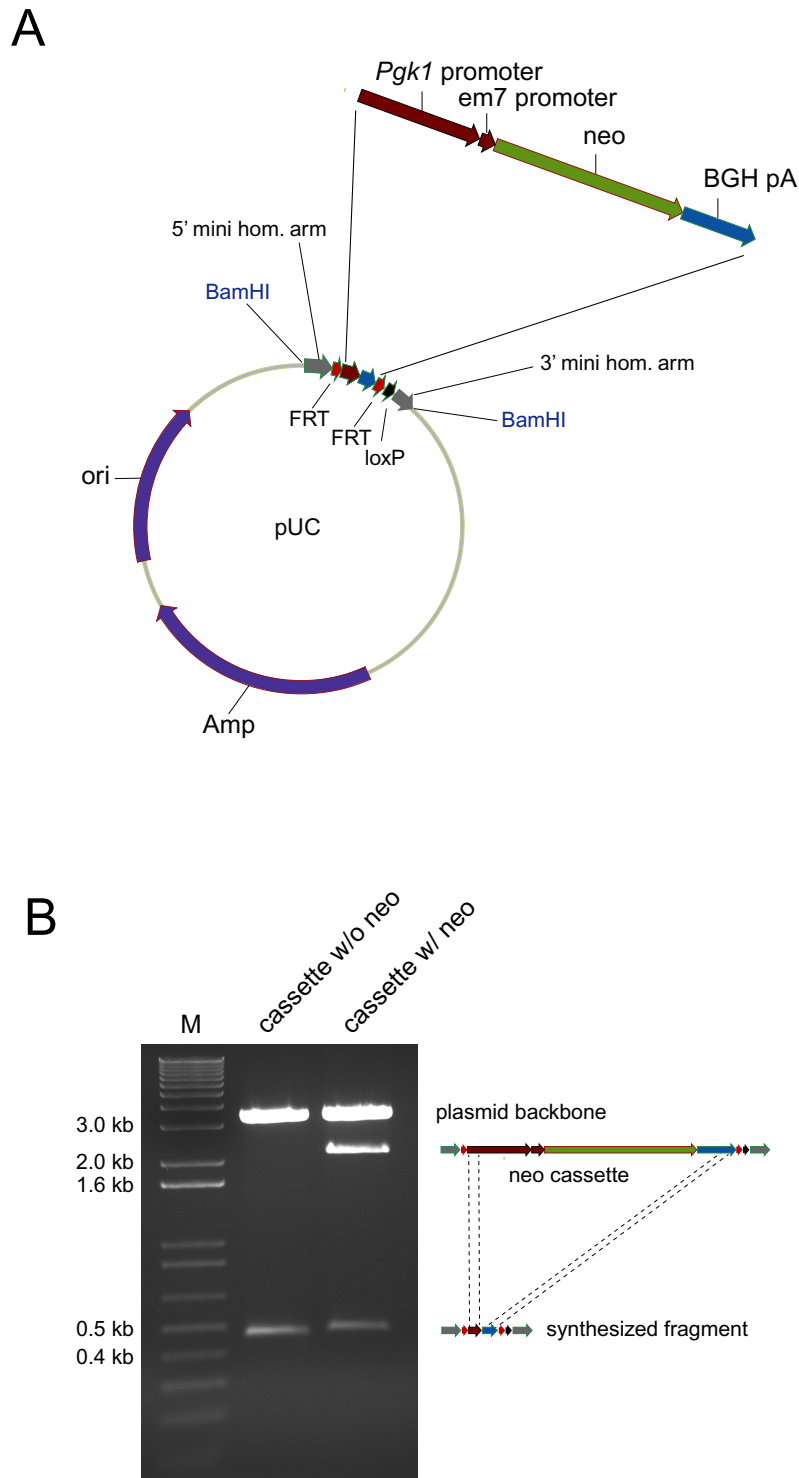 A
Pgk1 promoter
em7 promoter
neo
BGH pA
5’ mini hom. arm
BamHI
3’ mini hom. arm
FRT
BamHI
FRT
loxP
ori
pUC
Amp
B
cassette w/o neo
cassette w/ neo
M
plasmid backbone
3.0 kb
2.0 kb
neo cassette
1.6 kb
0.5 kb
synthesized fragment
0.4 kb